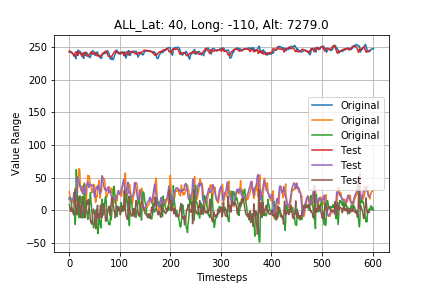 ALL_Lat: 40, Long: -110, Alt: 7279.0
250
200
150
100
50
0
−50
Value Range
Original
Original
Original
Test
Test
Test
0 100 200 300 400 500 600
Timesteps